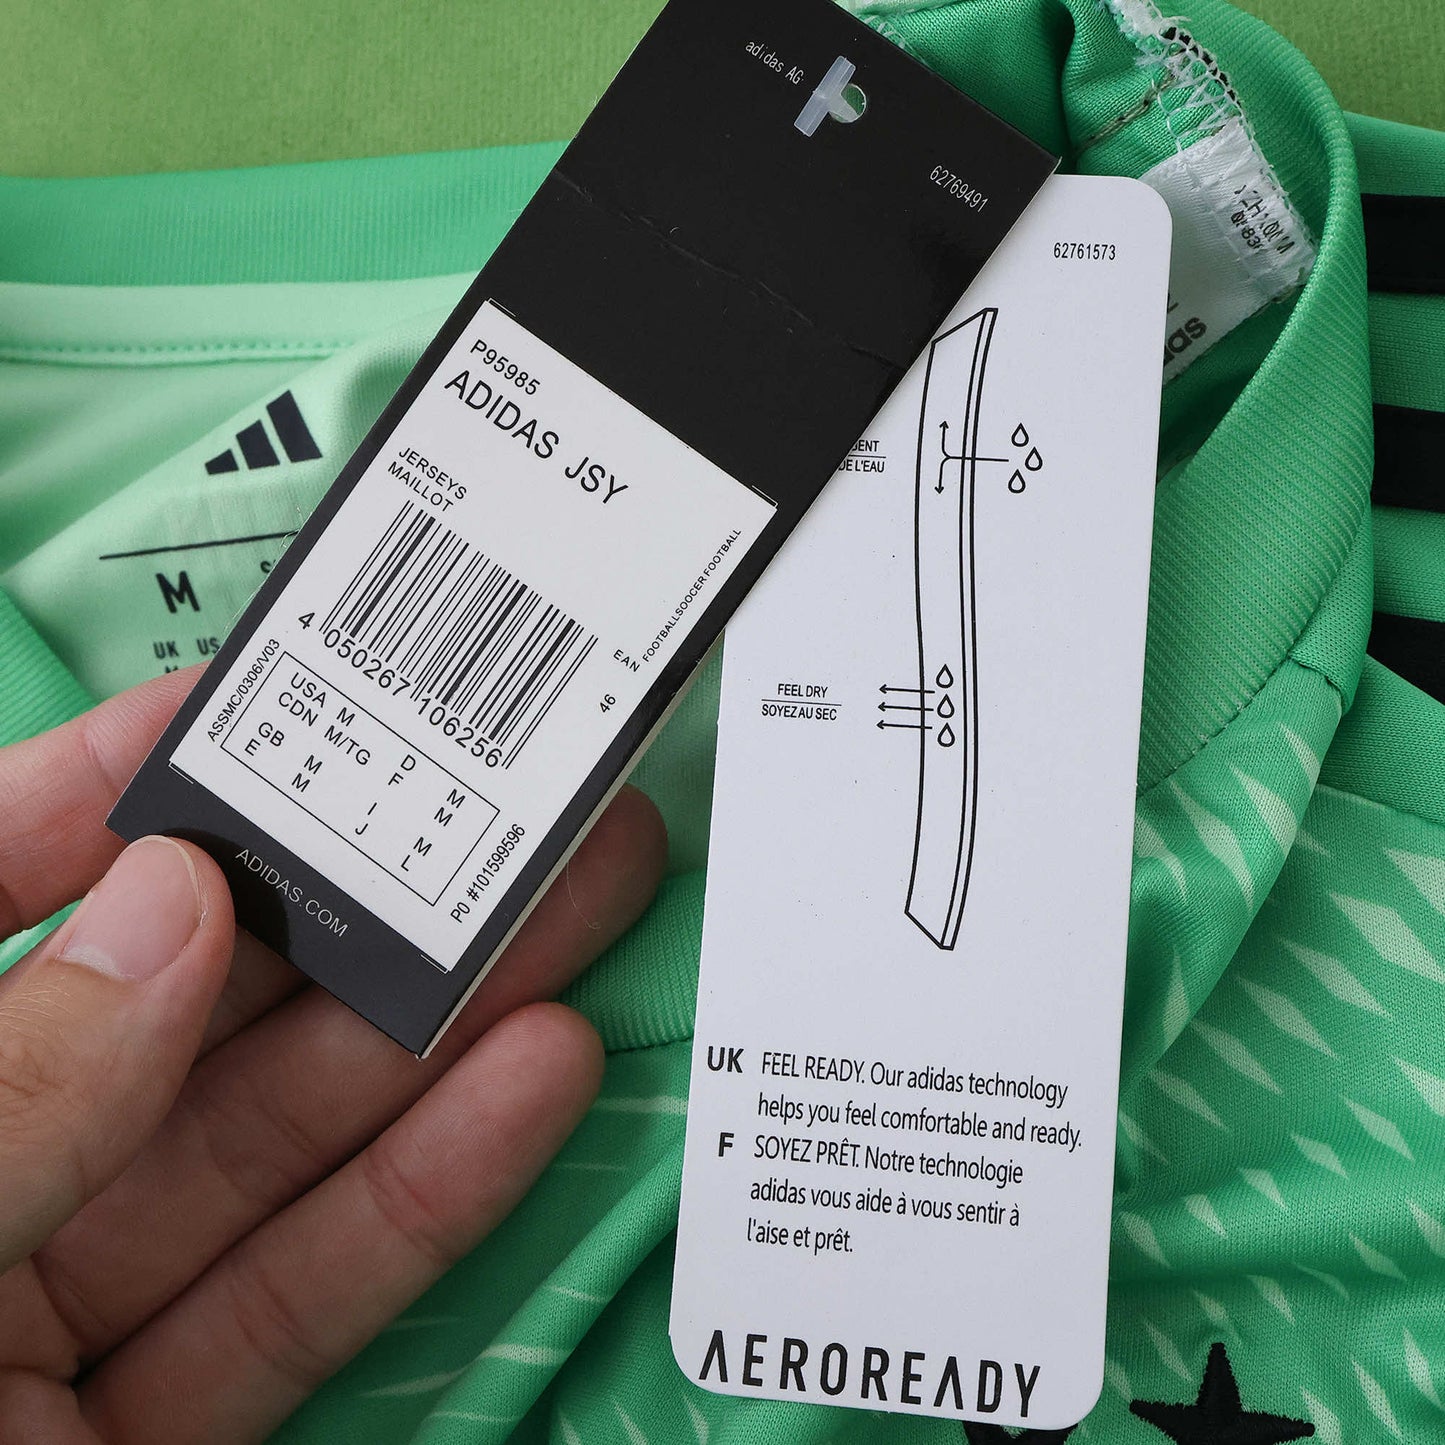 adidas AG
62769491
P95985
ADIDAS JSY
JERSEYS
MAILLOT
4 050267 106256
EAN
46
FOOTBALLSOCCER FOOTBALL
ASSMC/0306/V03
USA M D M
CDN M/TG F M
GB M I M
E M J L
PO #101599596
ADIDAS.COM
62761573
DE L'EAU
FEEL DRY
SOYEZ AU SEC
UK FEEL READY. Our adidas technology
helps you feel comfortable and ready.
F SOYEZ PRÊT. Notre technologie
adidas vous aide à vous sentir à
l'aise et prêt.
AEROREADY
M
UK US